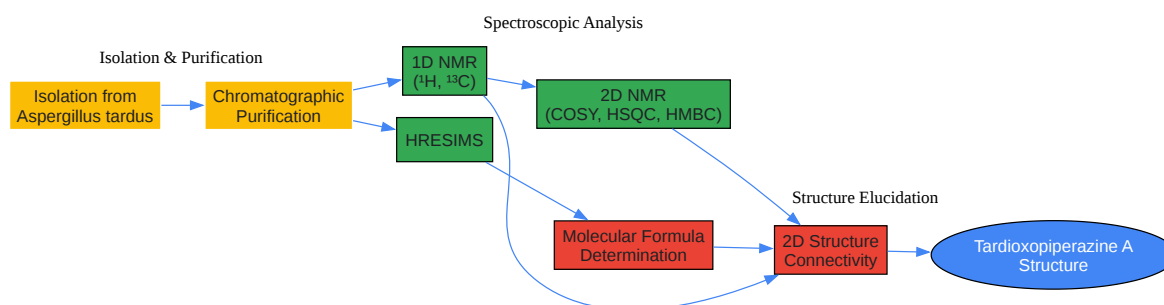 Spectroscopic Analysis
Isolation & Purification
1D NMR
(¹H, ¹³C)
Isolation from
Aspergillus tardus
Chromatographic
Purification
2D NMR
(COSY, HSQC, HMBC)
HRESIMS
Structure Elucidation
Molecular Formula
Determination
2D Structure
Connectivity
Tardioxopiperazine A
Structure